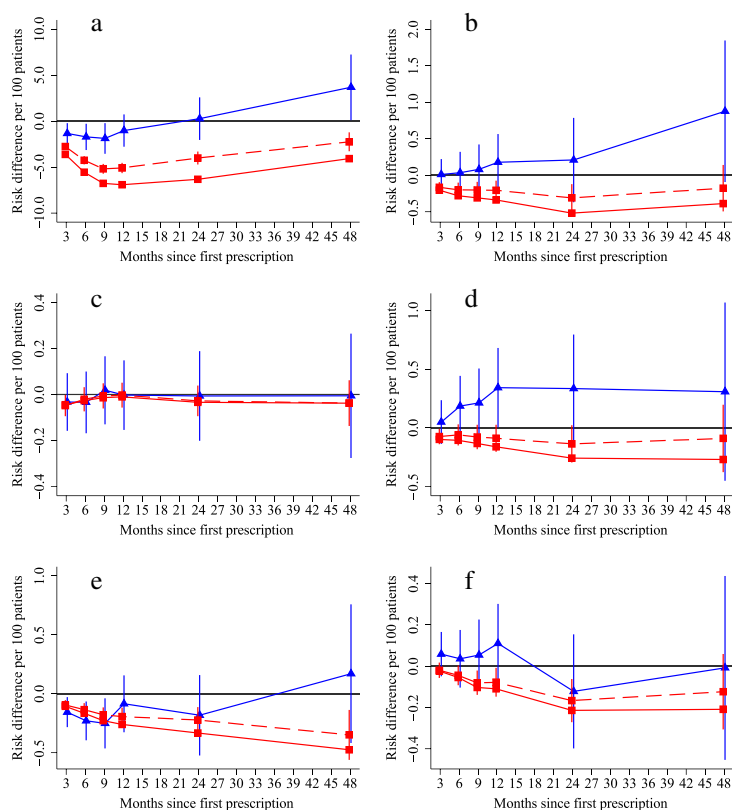 a
Risk difference per 100 patients
10.0
5.0
0.0
−5.0
−10.0
3 6 9 12 15 18 21 24 27 30 33 36 39 42 45 48
Months since first prescription
b
Risk difference per 100 patients
2.0
1.5
1.0
0.5
0.0
−0.5
3 6 9 12 15 18 21 24 27 30 33 36 39 42 45 48
Months since first prescription
c
Risk difference per 100 patients
0.4
0.2
0.0
−0.2
−0.4
3 6 9 12 15 18 21 24 27 30 33 36 39 42 45 48
Months since first prescription
d
Risk difference per 100 patients
1.0
0.5
0.0
−0.5
3 6 9 12 15 18 21 24 27 30 33 36 39 42 45 48
Months since first prescription
e
Risk difference per 100 patients
1.0
0.5
0.0
−0.5
3 6 9 12 15 18 21 24 27 30 33 36 39 42 45 48
Months since first prescription
f
Risk difference per 100 patients
0.4
0.2
0.0
−0.2
−0.4
3 6 9 12 15 18 21 24 27 30 33 36 39 42 45 48
Months since first prescription